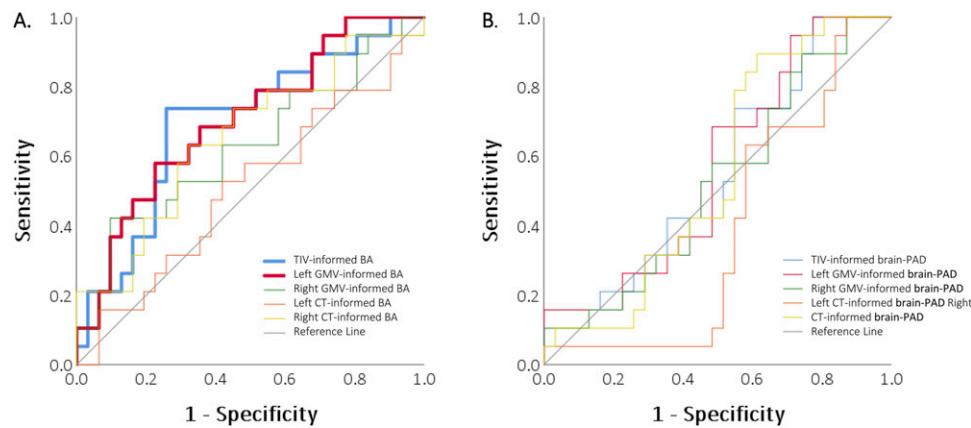 A.
1.0
0.8
0.6
0.4
0.2
0.0
Sensitivity
TIV-informed BA
Left GMV-informed BA
Right GMV-informed BA
Left CT-informed BA
Right CT-informed BA
Reference Line
0.0 0.2 0.4 0.6 0.8 1.0
1 - Specificity
B.
1.0
0.8
0.6
0.4
0.2
0.0
Sensitivity
TIV-informed brain-PAD
Left GMV-informed brain-PAD
Right GMV-informed brain-PAD
Left CT-informed brain-PAD Right
CT-informed brain-PAD
Reference Line
0.0 0.2 0.4 0.6 0.8 1.0
1 - Specificity